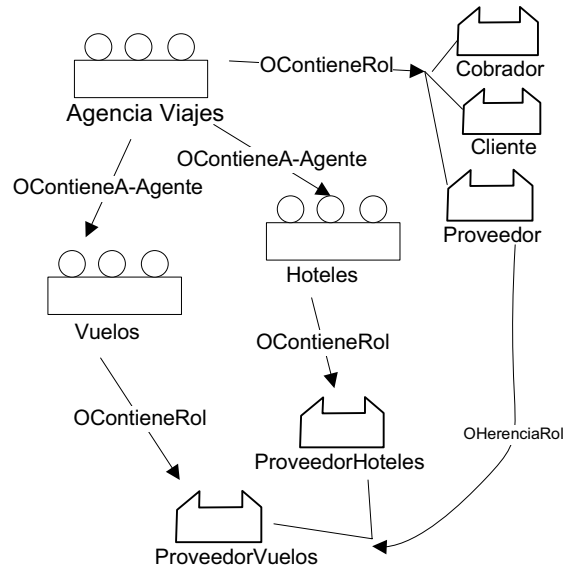 OContieneRol
Cobrador
Agencia Viajes
Cliente
OContieneA-Agente
OContieneA-Agente
Proveedor
Hoteles
Vuelos
OContieneRol
OContieneRol
OHerenciaRol
ProveedorHoteles
ProveedorVuelos